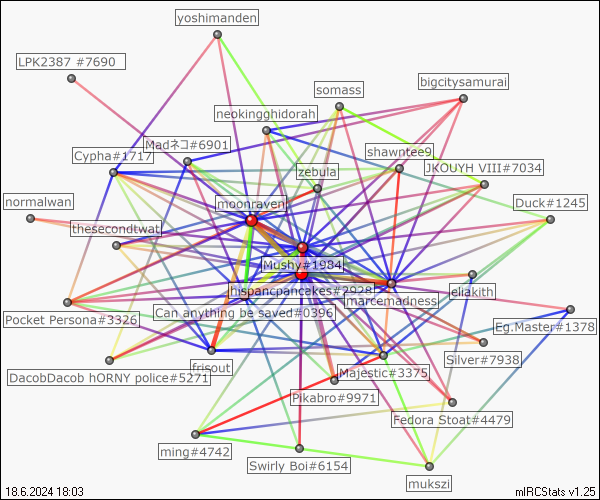 yoshimanden
LPK2387 #7690
bigcitysamurai
somass
neokingghidorah
Madネコ#6901
shawntee9
Cypha#1717
zebula
JKOUYH VIII#7034
normalwan
moonraven
Duck#1245
thesecondtwat
Mushy#1984
hispancpancakes#2928
eliakith
marcemadness
Can anything be saved#0396
Pocket Persona#3326
Eg.Master#1378
Silver#7938
frisout
Majestic#3375
DacobDacob hORNY police#5271
Pikabro#9971
Fedora Stoat#4479
ming#4742
Swirly Boi#6154
mukszi
18.6.2024 18:03
mIRCStats v1.25